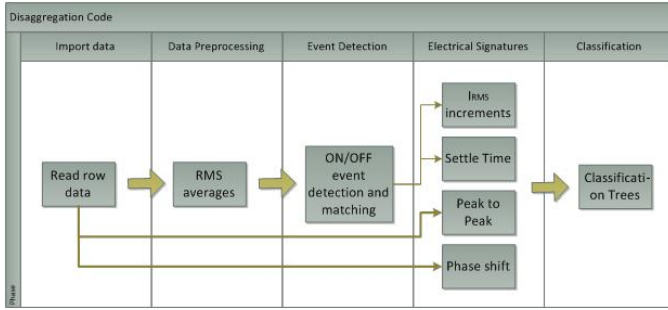 Disaggregation Code
Import data
Data Preprocessing
Event Detection
Electrical Signatures
Classification
Phase
Read row
data
RMS
averages
ON/OFF
event
detection and
matching
IRMS
increments
Settle Time
Peak to
Peak
Phase shift
Classificati-
on Trees